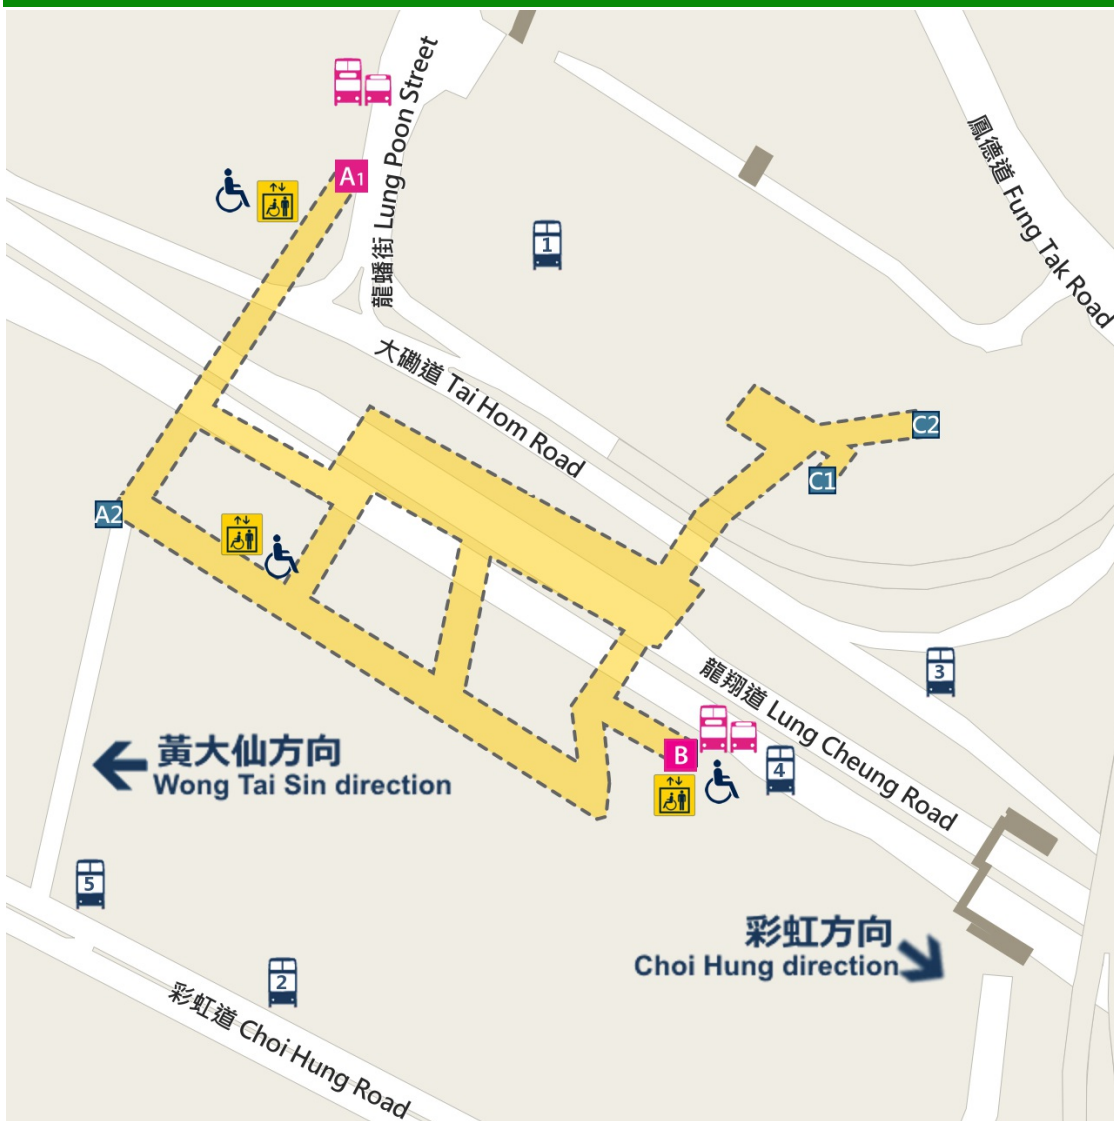 龍蟠街 Lung Poon Street
鳳德道 Fung Tak Road
A1
1
大磡道 Tai Hom Road
C2
C1
A2
3
龍翔道 Lung Cheung Road
B
4
黃大仙方向
Wong Tai Sin direction
5
彩虹方向
Choi Hung direction
2
彩虹道 Choi Hung Road